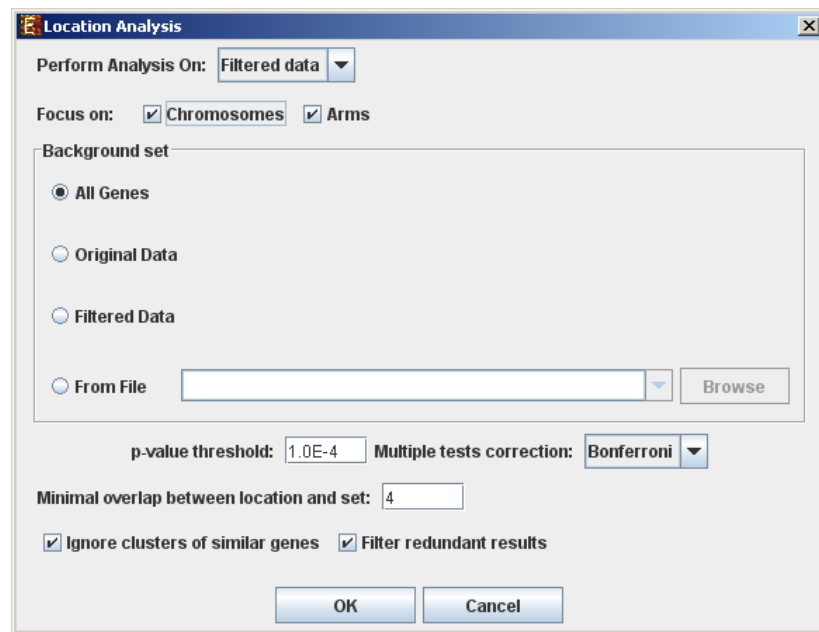 Location Analysis
Perform Analysis On: Filtered data
Focus on: Chromosomes Arms
Background set
All Genes
Original Data
Filtered Data
From File Browse
p-value threshold: 1.0E-4 Multiple tests correction: Bonferroni
Minimal overlap between location and set: 4
Ignore clusters of similar genes Filter redundant results
OK Cancel